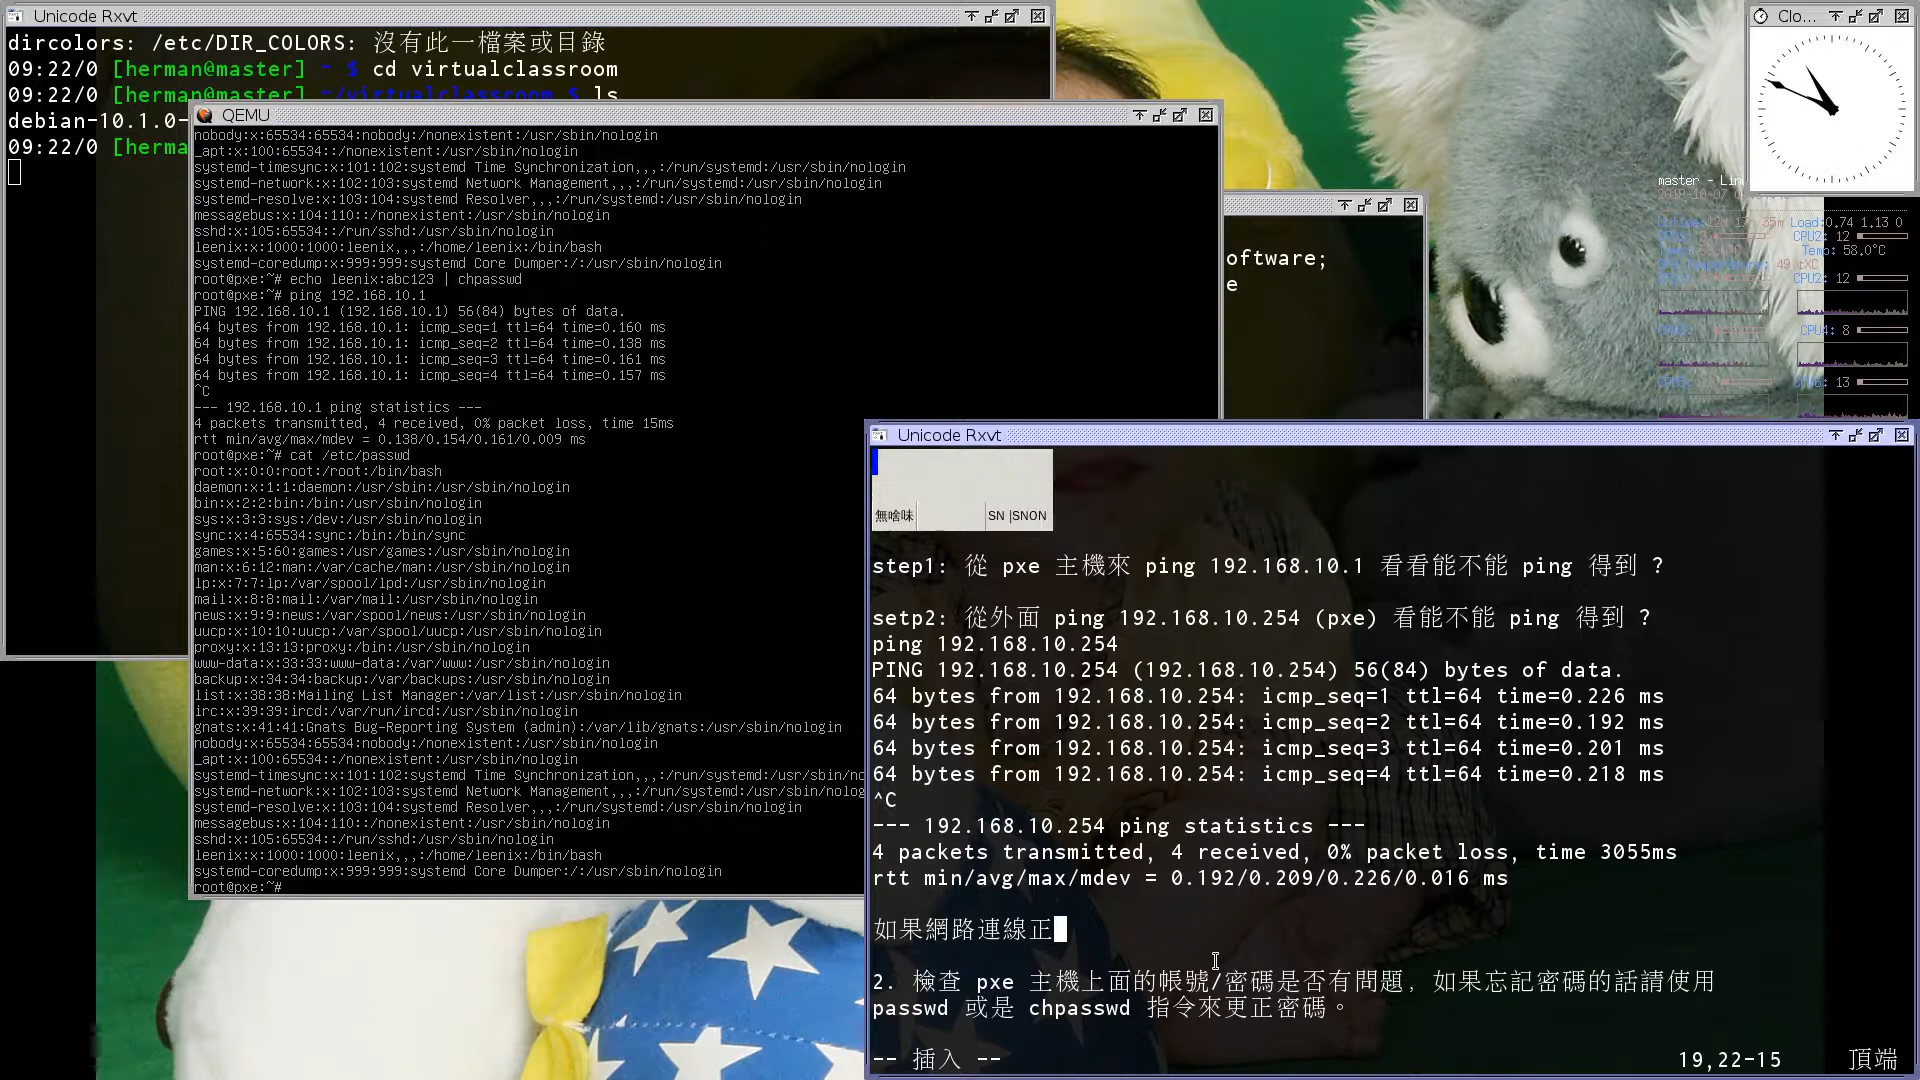 Unicode Rxvt
dircolors: /etc/DIR_COLORS: 沒有此一檔案或目錄
09:22/0 [herman@master] ~ $ cd virtualclassroom
09:22/0 [herman@master] ~/virtualclassroom $ ls
debian-10.1.0-
09:22/0 [herma
QEMU
nobody:x:65534:65534:nobody:/nonexistent:/usr/sbin/nologin
_apt:x:100:65534::/nonexistent:/usr/sbin/nologin
systemd-timesync:x:101:102:systemd Time Synchronization,,,:/run/systemd:/usr/sbin/nologin
systemd-network:x:102:103:systemd Network Management,,,:/run/systemd:/usr/sbin/nologin
systemd-resolve:x:103:104:systemd Resolver,,,:/run/systemd:/usr/sbin/nologin
messagebus:x:104:110::/nonexistent:/usr/sbin/nologin
sshd:x:105:65534::/run/sshd:/usr/sbin/nologin
leenix:x:1000:1000:leenix,,,:/home/leenix:/bin/bash
systemd-coredump:x:999:999:systemd Core Dumper:/:/usr/sbin/nologin
root@pxe:~# echo leenix:abc123 | chpasswd
root@pxe:~# ping 192.168.10.1
PING 192.168.10.1 (192.168.10.1) 56(84) bytes of data.
64 bytes from 192.168.10.1: icmp_seq=1 ttl=64 time=0.160 ms
64 bytes from 192.168.10.1: icmp_seq=2 ttl=64 time=0.138 ms
64 bytes from 192.168.10.1: icmp_seq=3 ttl=64 time=0.161 ms
64 bytes from 192.168.10.1: icmp_seq=4 ttl=64 time=0.157 ms
^C
--- 192.168.10.1 ping statistics ---
4 packets transmitted, 4 received, 0% packet loss, time 15ms
rtt min/avg/max/mdev = 0.138/0.154/0.161/0.009 ms
root@pxe:~# cat /etc/passwd
root:x:0:0:root:/root:/bin/bash
daemon:x:1:1:daemon:/usr/sbin:/usr/sbin/nologin
bin:x:2:2:bin:/bin:/usr/sbin/nologin
sys:x:3:3:sys:/dev:/usr/sbin/nologin
sync:x:4:65534:sync:/bin:/bin/sync
games:x:5:60:games:/usr/games:/usr/sbin/nologin
man:x:6:12:man:/var/cache/man:/usr/sbin/nologin
lp:x:7:7:lp:/var/spool/lpd:/usr/sbin/nologin
mail:x:8:8:mail:/var/mail:/usr/sbin/nologin
news:x:9:9:news:/var/spool/news:/usr/sbin/nologin
uucp:x:10:10:uucp:/var/spool/uucp:/usr/sbin/nologin
proxy:x:13:13:proxy:/bin:/usr/sbin/nologin
www-data:x:33:33:www-data:/var/www:/usr/sbin/nologin
backup:x:34:34:backup:/var/backups:/usr/sbin/nologin
list:x:38:38:Mailing List Manager:/var/list:/usr/sbin/nologin
irc:x:39:39:ircd:/var/run/ircd:/usr/sbin/nologin
gnats:x:41:41:Gnats Bug-Reporting System (admin):/var/lib/gnats:/usr/sbin/nologin
nobody:x:65534:65534:nobody:/nonexistent:/usr/sbin/nologin
_apt:x:100:65534::/nonexistent:/usr/sbin/nologin
systemd-timesync:x:101:102:systemd Time Synchronization,,,:/run/systemd:/usr/sbin/no
systemd-network:x:102:103:systemd Network Management,,,:/run/systemd:/usr/sbin/nolog
systemd-resolve:x:103:104:systemd Resolver,,,:/run/systemd:/usr/sbin/nologin
messagebus:x:104:110::/nonexistent:/usr/sbin/nologin
sshd:x:105:65534::/run/sshd:/usr/sbin/nologin
leenix:x:1000:1000:leenix,,,:/home/leenix:/bin/bash
systemd-coredump:x:999:999:systemd Core Dumper:/:/usr/sbin/nologin
root@pxe:~#
oftware;
e
Clo...
master - Lin
Load:0.74 1.13 0
CPU2: 12
Temp: 58.0°C
CPU2: 12
CPU4: 8
13
Unicode Rxvt
無啥味 SN |SNON
step1: 從 pxe 主機來 ping 192.168.10.1 看看能不能 ping 得到 ?
setp2: 從外面 ping 192.168.10.254 (pxe) 看能不能 ping 得到 ?
ping 192.168.10.254
PING 192.168.10.254 (192.168.10.254) 56(84) bytes of data.
64 bytes from 192.168.10.254: icmp_seq=1 ttl=64 time=0.226 ms
64 bytes from 192.168.10.254: icmp_seq=2 ttl=64 time=0.192 ms
64 bytes from 192.168.10.254: icmp_seq=3 ttl=64 time=0.201 ms
64 bytes from 192.168.10.254: icmp_seq=4 ttl=64 time=0.218 ms
^C
--- 192.168.10.254 ping statistics ---
4 packets transmitted, 4 received, 0% packet loss, time 3055ms
rtt min/avg/max/mdev = 0.192/0.209/0.226/0.016 ms
如果網路連線正
2. 檢查 pxe 主機上面的帳號/密碼是否有問題, 如果忘記密碼的話請使用
passwd 或是 chpasswd 指令來更正密碼。
-- 插入 -- 19,22-15 頂端